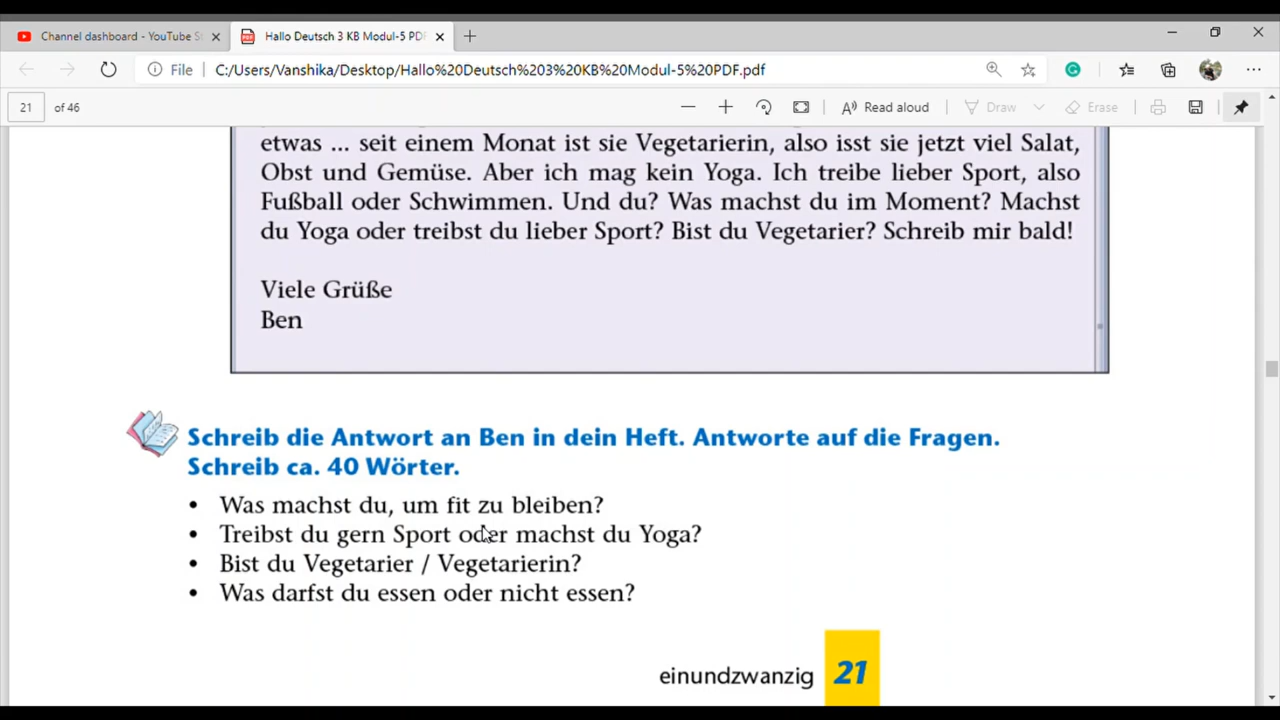 Channel dashboard - YouTube S
Hallo Deutsch 3 KB Modul-5 PDF.
File
C:/Users/Vanshika/Desktop/Hallo%20Deutsch%203%20KB%20Modul-5%20PDF.pdf
21 of 46
Read aloud
Draw
Erase
etwas ... seit einem Monat ist sie Vegetarierin, also isst sie jetzt viel Salat,
Obst und Gemüse. Aber ich mag kein Yoga. Ich treibe lieber Sport, also
Fußball oder Schwimmen. Und du? Was machst du im Moment? Machst
du Yoga oder treibst du lieber Sport? Bist du Vegetarier? Schreib mir bald!
Viele Grüße
Ben
Schreib die Antwort an Ben in dein Heft. Antworte auf die Fragen.
Schreib ca. 40 Wörter.
• Was machst du, um fit zu bleiben?
• Treibst du gern Sport oder machst du Yoga?
• Bist du Vegetarier / Vegetarierin?
• Was darfst du essen oder nicht essen?
einundzwanzig 21